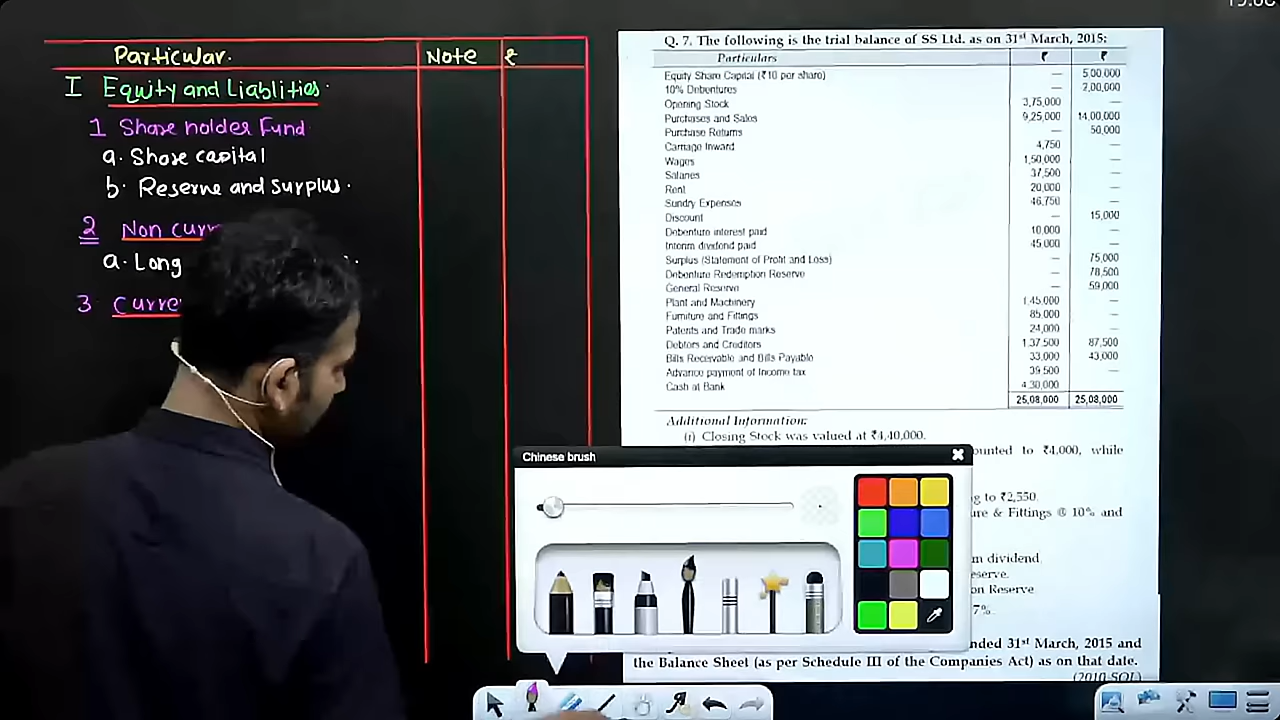 Particular.
Note
₹
I Equity and Liablities.
1 Share holder Fund
a. Share capital
b. Reserve and surplus.
2 Non curr
a. Long
3 Curre
Q. 7. The following is the trial balance of SS Ltd. as on 31st March, 2015:
Particulars ₹ ₹
Equity Share Capital (₹10 per share) — 5,00,000
10% Debentures — 2,00,000
Opening Stock 3,75,000 —
Purchases and Sales 9,25,000 14,00,000
Purchase Returns — 50,000
Carriage Inward 4,750 —
Wages 1,50,000 —
Salaries 37,500 —
Rent 20,000 —
Sundry Expenses 46,750 —
Discount — 15,000
Debenture interest paid 10,000 —
Interim dividend paid 45,000 —
Surplus (Statement of Profit and Loss) — 75,000
Debenture Redemption Reserve — 78,500
General Reserve — 59,000
Plant and Machinery 1,45,000 —
Furniture and Fittings 85,000 —
Patents and Trade marks 24,000 —
Debtors and Creditors 1,37,500 87,500
Bills Receivable and Bills Payable 33,000 43,000
Advance payment of Income tax 39,500 —
Cash at Bank 4,30,000
25,08,000 25,08,000
Additional Information:
(i) Closing Stock was valued at ₹4,40,000.
ounted to ₹4,000, while
g to ₹2,550.
ure & Fittings @ 10% and
m dividend.
eserve.
on Reserve
7%.
nded 31st March, 2015 and
the Balance Sheet (as per Schedule III of the Companies Act) as on that date.
(2010 SOL)
Chinese brush